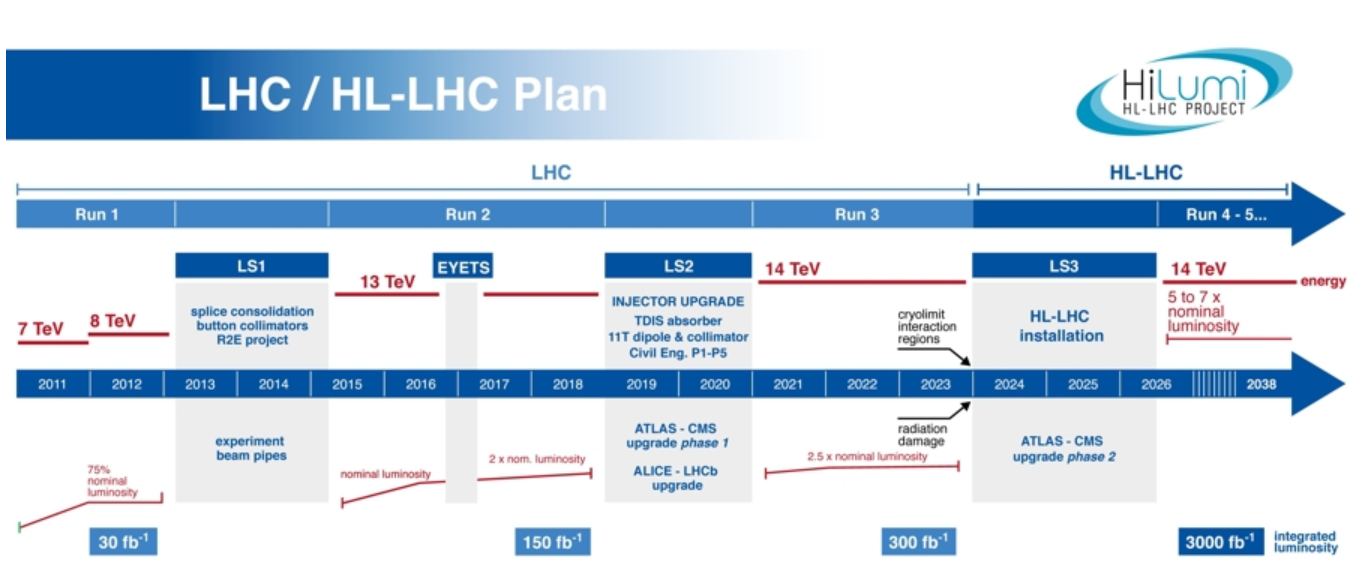 LHC / HL-LHC Plan
HiLumi
HL-LHC PROJECT
LHC
HL-LHC
Run 1
Run 2
Run 3
Run 4 - 5...
LS1
EYETS
LS2
LS3
7 TeV
8 TeV
13 TeV
14 TeV
14 TeV
energy
splice consolidation
button collimators
R2E project
INJECTOR UPGRADE
TDIS absorber
11T dipole & collimator
Civil Eng. P1-P5
cryolimit
interaction
regions
HL-LHC
installation
5 to 7 x
nominal
luminosity
2011
2012
2013
2014
2015
2016
2017
2018
2019
2020
2021
2022
2023
2024
2025
2026
2038
75%
nominal
luminosity
experiment
beam pipes
nominal luminosity
2 x nom. luminosity
ATLAS - CMS
upgrade phase 1
ALICE - LHCb
upgrade
2.5 x nominal luminosity
radiation
damage
ATLAS - CMS
upgrade phase 2
30 fb⁻¹
150 fb⁻¹
300 fb⁻¹
3000 fb⁻¹
integrated
luminosity